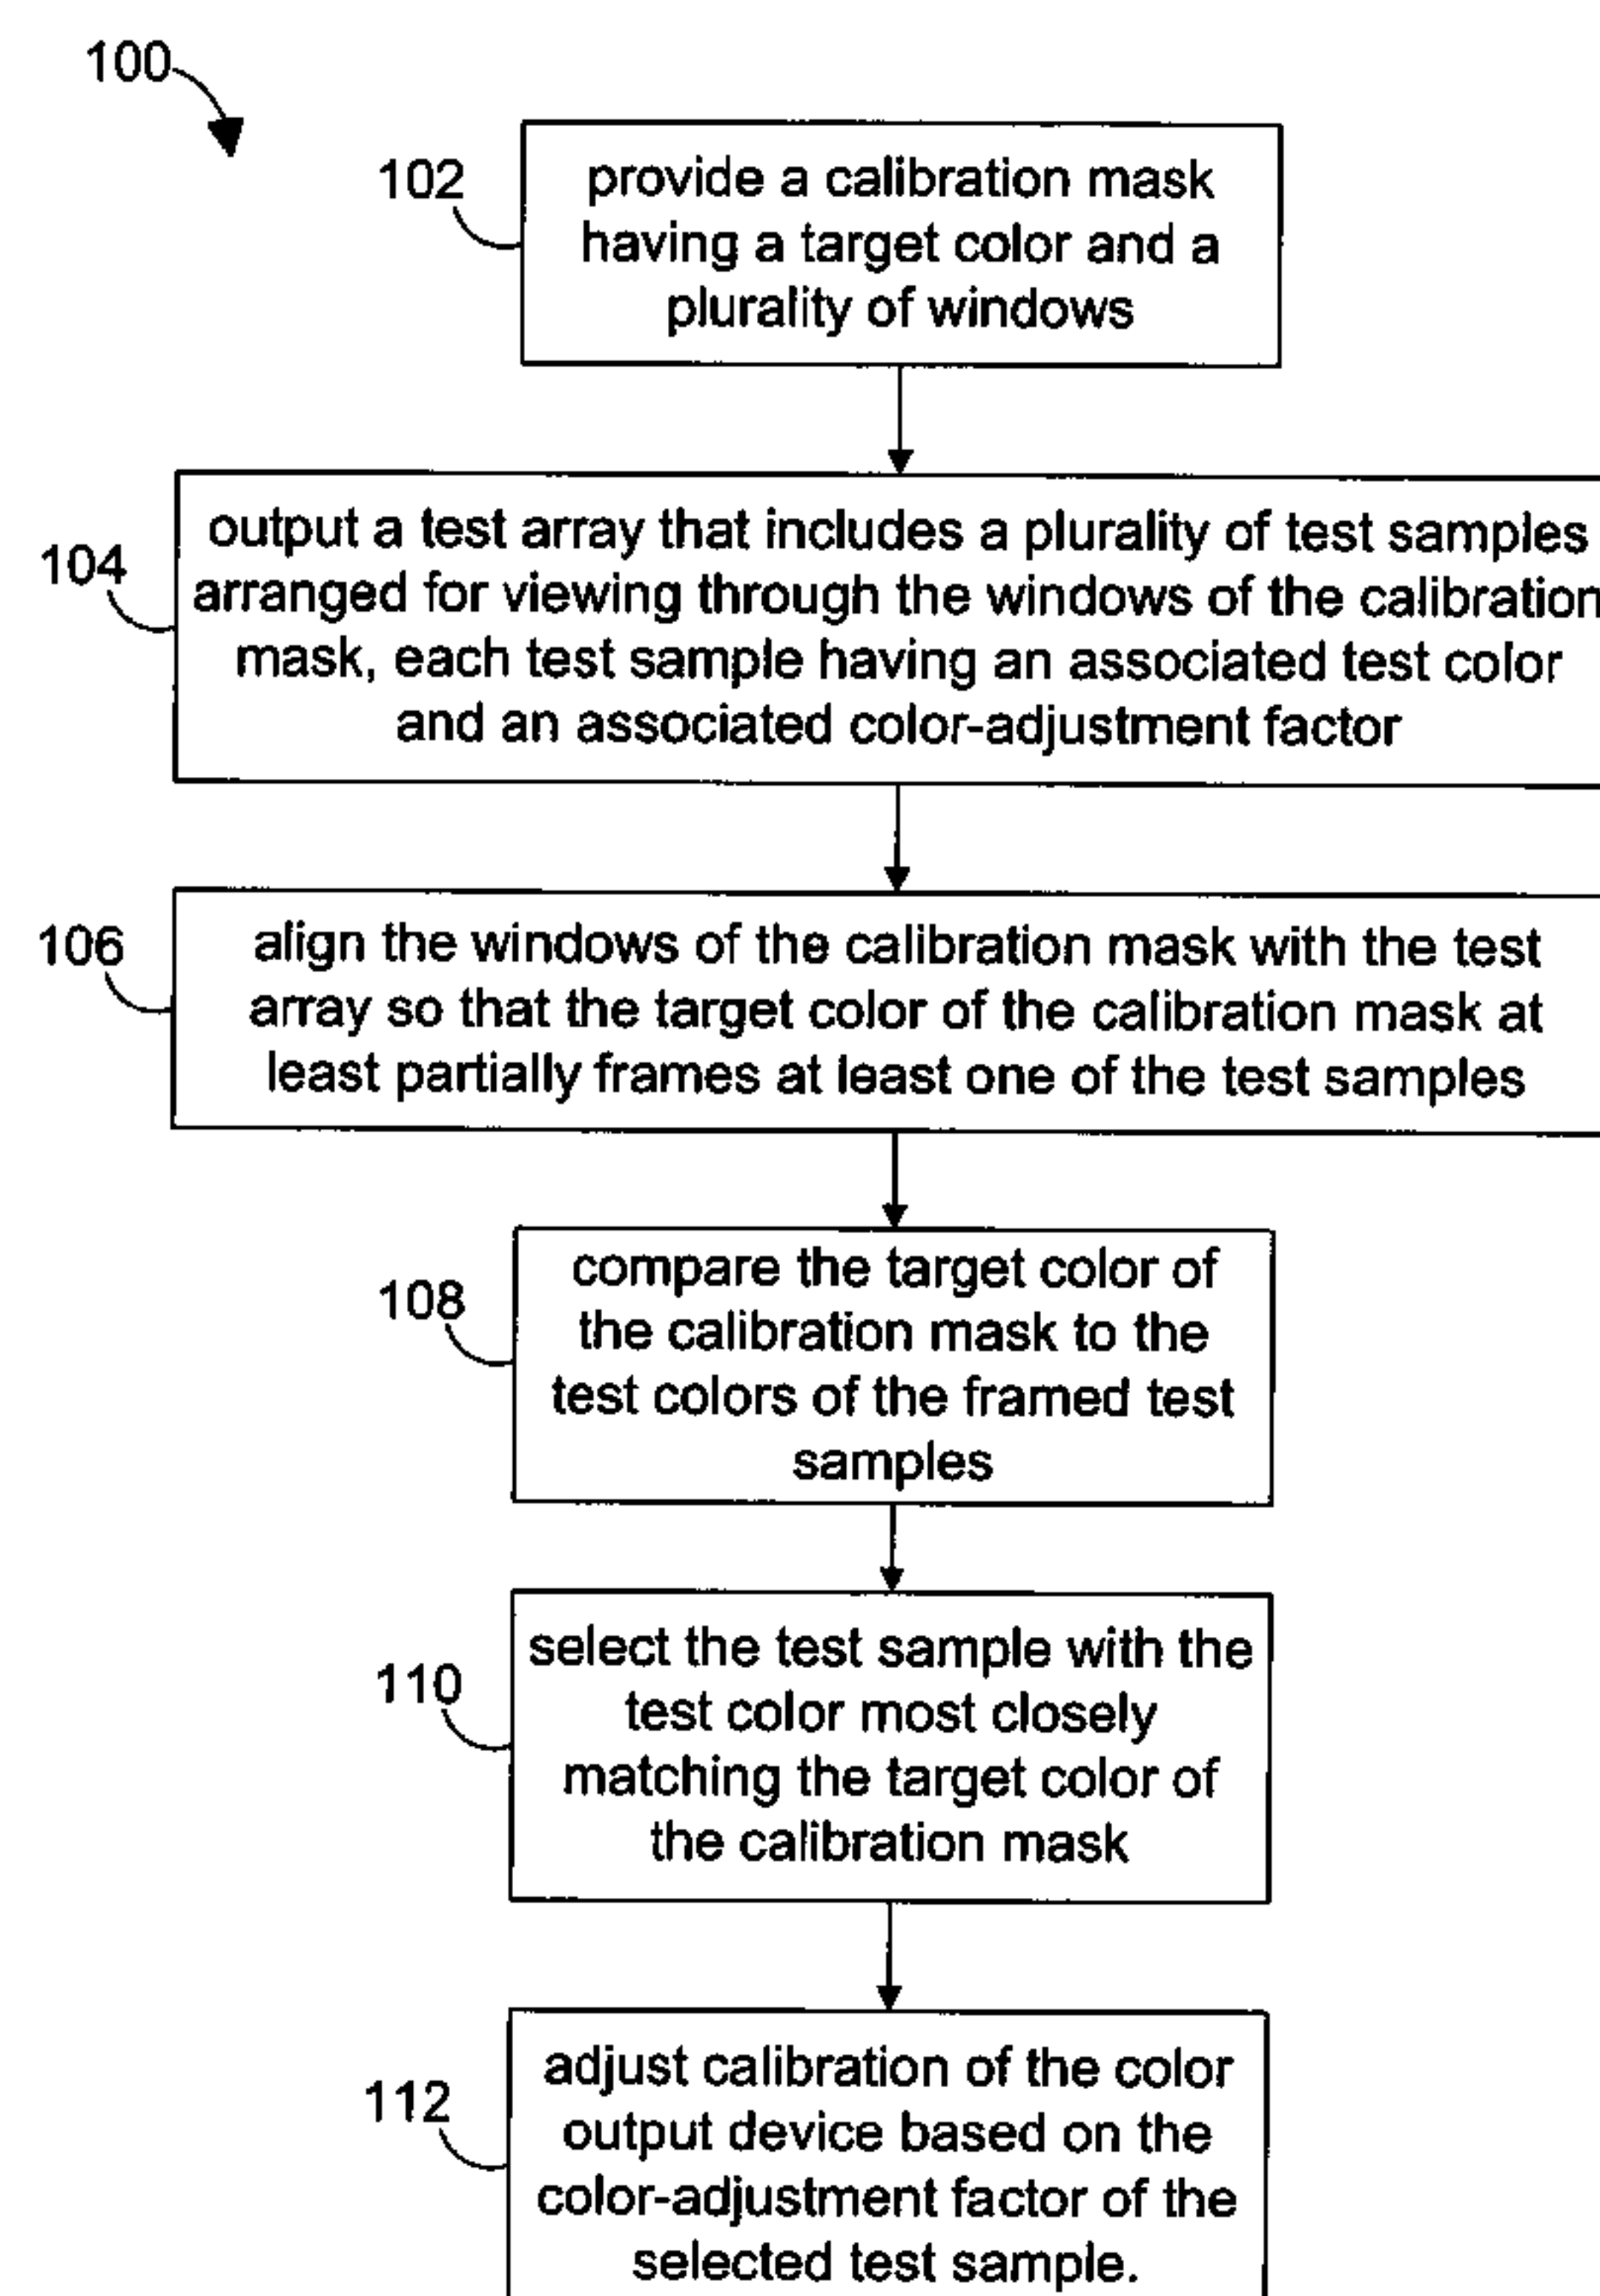 100
102
provide a calibration mask
having a target color and a
plurality of windows
104
output a test array that includes a plurality of test samples
arranged for viewing through the windows of the calibration
mask, each test sample having an associated test color
and an associated color-adjustment factor
106
align the windows of the calibration mask with the test
array so that the target color of the calibration mask at
least partially frames at least one of the test samples
108
compare the target color of
the calibration mask to the
test colors of the framed test
samples
110
select the test sample with the
test color most closely
matching the target color of
the calibration mask
112
adjust calibration of the color
output device based on the
color-adjustment factor of the
selected test sample.